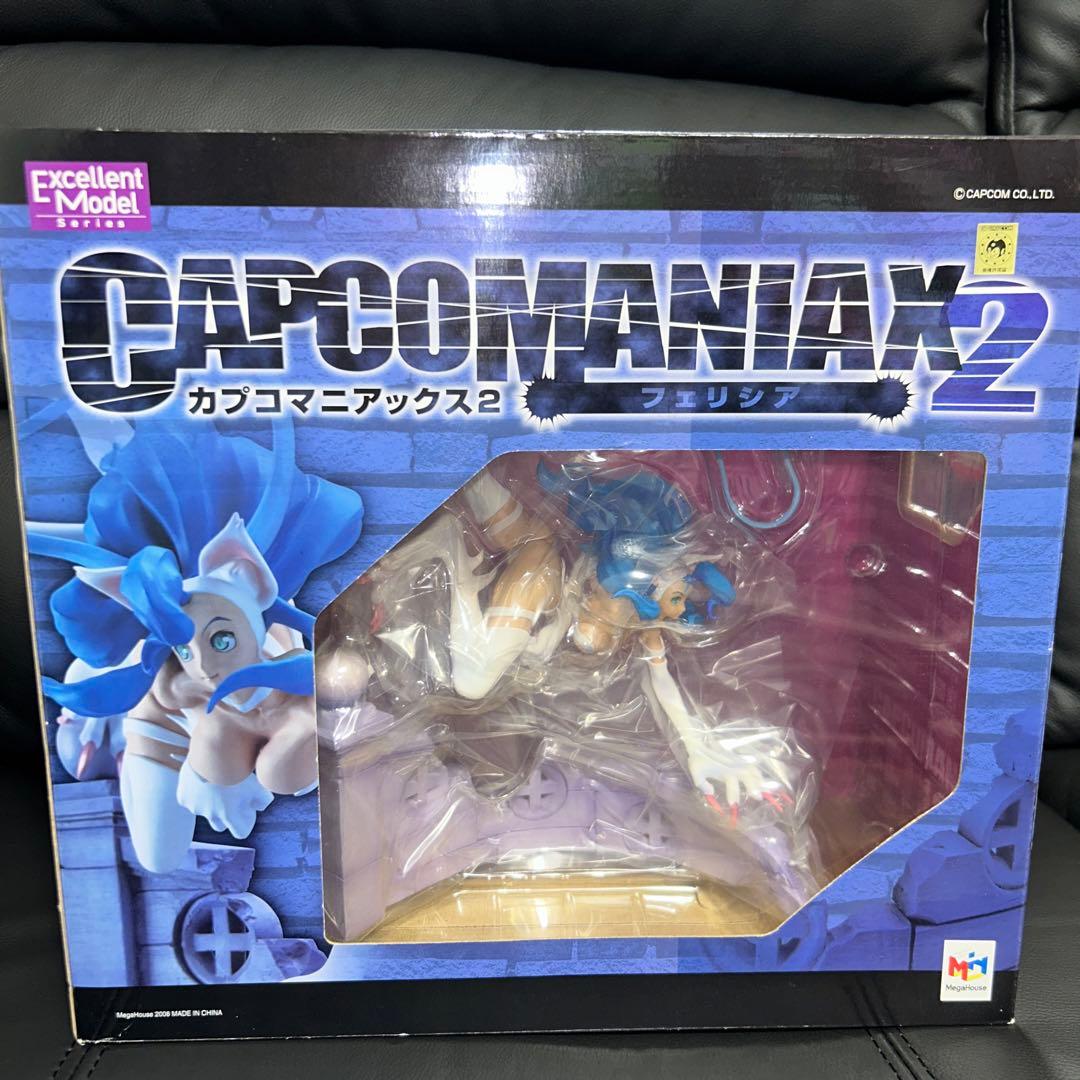 Excellent
Model
Series
© CAPCOM CO., LTD.
CAPCOMANIAX2
カプコマニアックス2
フェリシア
MegaHouse
MegaHouse 2008 MADE IN CHINA